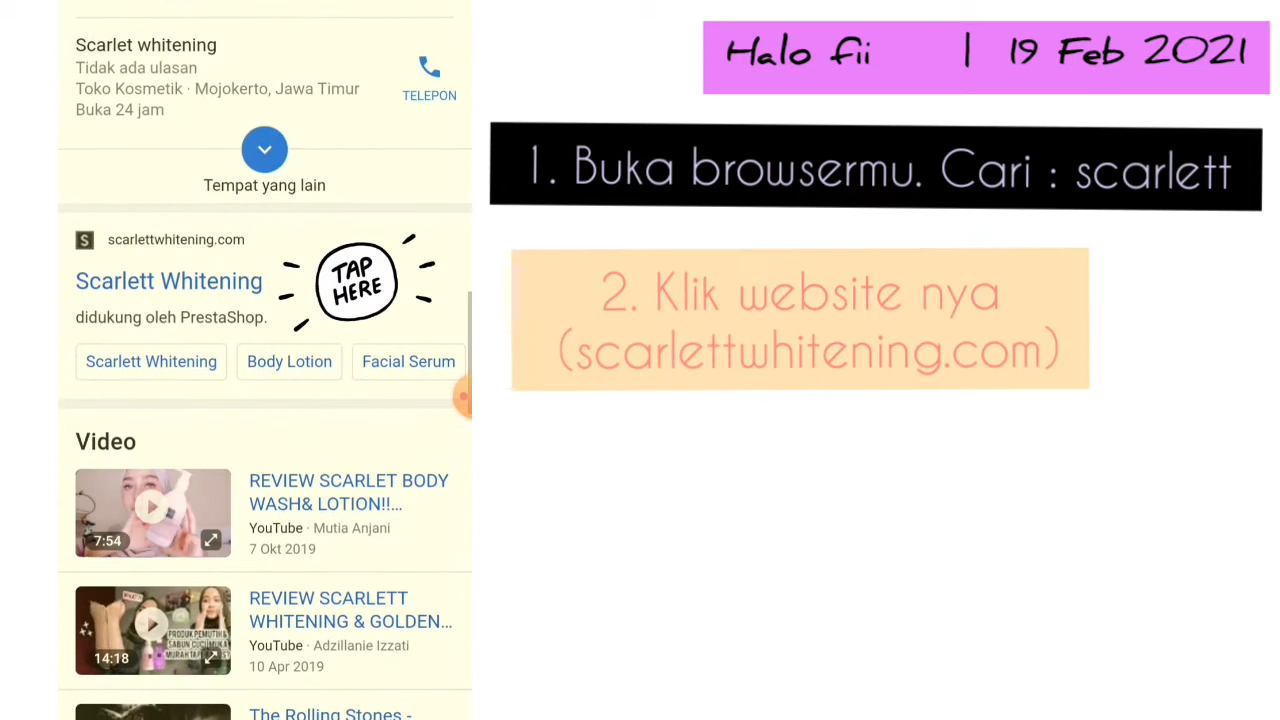 Scarlet whitening
Tidak ada ulasan
Toko Kosmetik · Mojokerto, Jawa Timur
Buka 24 jam
TELEPON
Tempat yang lain
S
scarlettwhitening.com
Scarlett Whitening
didukung oleh PrestaShop.
TAP
HERE
Scarlett Whitening
Body Lotion
Facial Serum
Video
7:54
REVIEW SCARLET BODY
WASH& LOTION!!...
YouTube · Mutia Anjani
7 Okt 2019
PRODUK PEMUTIH&
14:18
REVIEW SCARLETT
WHITENING & GOLDEN...
YouTube · Adzillanie Izzati
10 Apr 2019
The Rolling Stones -
Halo fii | 19 Feb 2021
1. Buka browsermu. Cari : scarlett
2. Klik website nya
(scarlettwhitening.com)